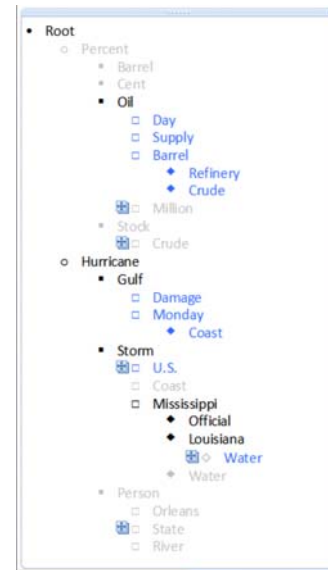 Root
Percent
Barrel
Cent
Oil
Day
Supply
Barrel
Refinery
Crude
Million
Stock
Crude
Hurricane
Gulf
Damage
Monday
Coast
Storm
U.S.
Coast
Mississippi
Official
Louisiana
Water
Water
Person
Orleans
State
River